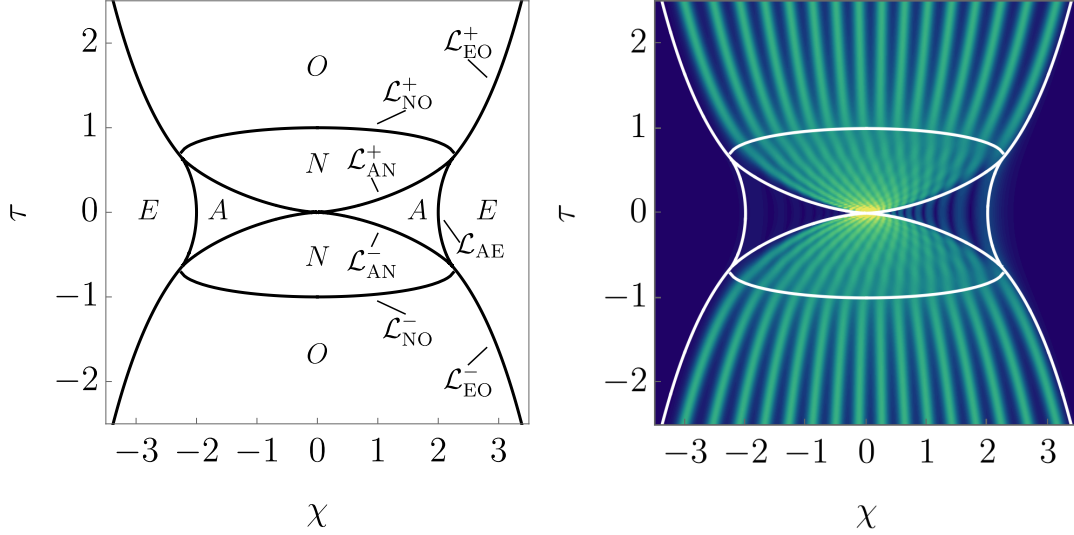 2
1
0
−1
−2
τ
−3 −2 −1 0 1 2 3
χ
O
𝓛⁺EO
𝓛⁺NO
N
𝓛⁺AN
E A A E
𝓛AE
N
𝓛⁻AN
𝓛⁻NO
O
𝓛⁻EO
2
1
0
−1
−2
τ
−3 −2 −1 0 1 2 3
χ